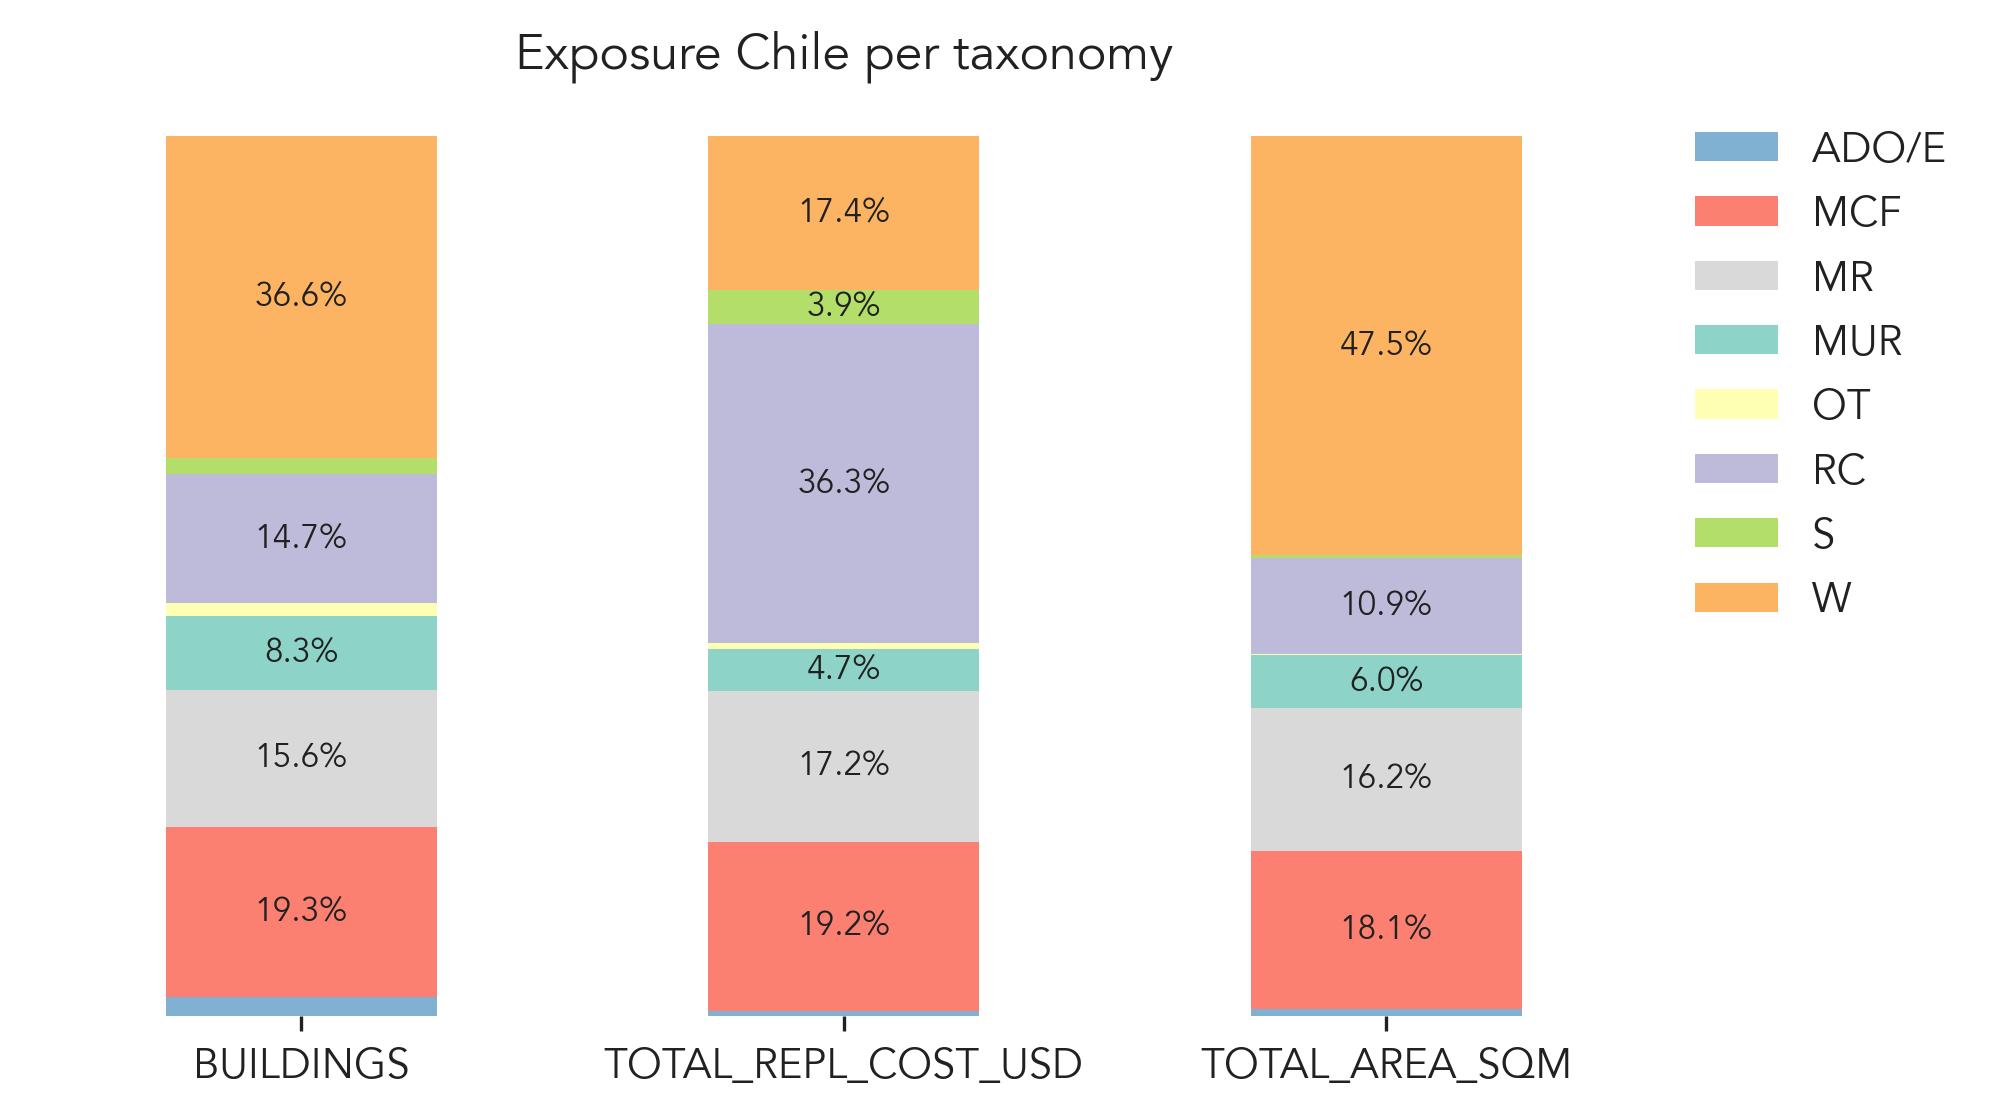 Exposure Chile per taxonomy
36.6%
14.7%
8.3%
15.6%
19.3%
BUILDINGS
17.4%
3.9%
36.3%
4.7%
17.2%
19.2%
TOTAL_REPL_COST_USD
47.5%
10.9%
6.0%
16.2%
18.1%
TOTAL_AREA_SQM
ADO/E
MCF
MR
MUR
OT
RC
S
W